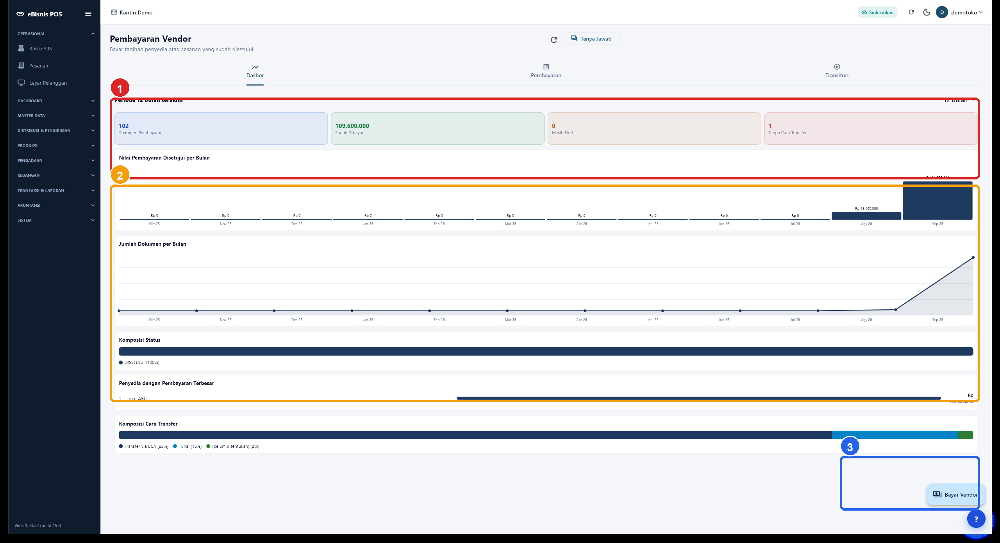 eBisnis POS
Kantin Demo
Sinkronkan
D
demotoko
OPERASIONAL
Kasir/POS
Pesanan
Layar Pelanggan
DASHBOARD
MASTER DATA
DISTRIBUSI & PENGIRIMAN
PRODUKSI
PENGADAAN
KEUANGAN
TRANSAKSI & LAPORAN
AKUNTANSI
SISTEM
Versi 1.34.32 (build 195)
Pembayaran Vendor
Bayar tagihan penyedia atas pesanan yang sudah disetujui
Tanya Jawab
Dasbor
Pembayaran
Transitori
1
Periode 12 bulan terakhir
12 bulan
102
Dokumen Pembayaran
109.600.000
Sudah Dibayar
0
Masih Draf
1
Tanpa Cara Transfer
Nilai Pembayaran Disetujui per Bulan
2
Rp 0 Rp 0 Rp 0 Rp 0 Rp 0 Rp 0 Rp 0 Rp 0 Rp 0 Rp 0 Rp 18.100.000
Okt 25 Nov 25 Des 25 Jan 26 Feb 26 Mar 26 Apr 26 Mei 26 Jun 26 Jul 26 Ags 26 Sep 26
Jumlah Dokumen per Bulan
Okt 25 Nov 25 Des 25 Jan 26 Feb 26 Mar 26 Apr 26 Mei 26 Jun 26 Jul 26 Ags 26 Sep 26
Komposisi Status
DISETUJUI (100%)
Penyedia dengan Pembayaran Terbesar
1 Toko ABC
Rp
Komposisi Cara Transfer
Transfer via BCA (83%) Tunai (15%) (belum ditentukan) (2%)
3
Bayar Vendor
?